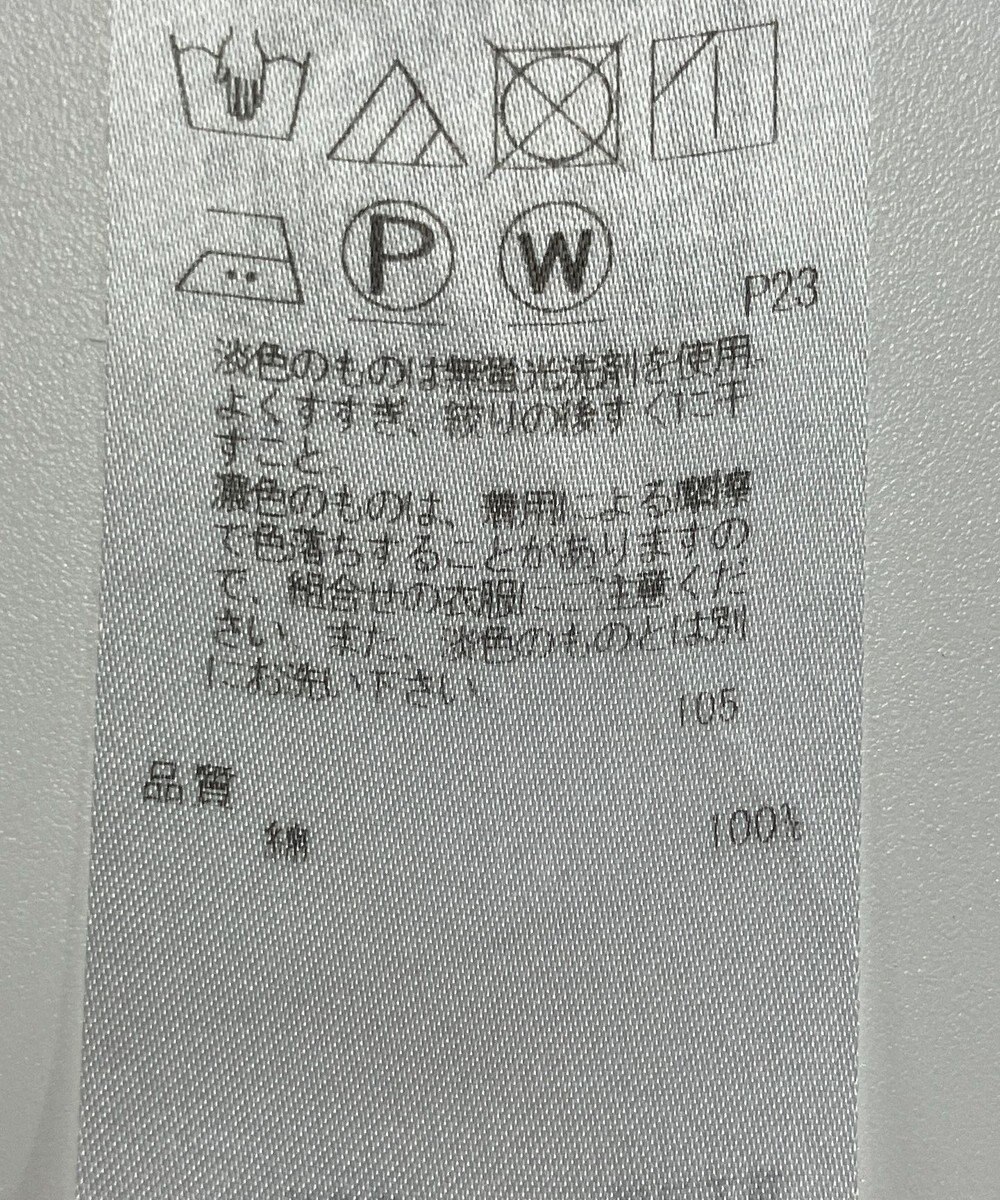 P W P23
淡色のものは無蛍光洗剤を使用、
よくすすぎ、絞りの後すぐに干
すこと。
濃色のものは、着用による摩擦
で色落ちすることがありますの
で、組合せの衣服にご注意くだ
さい。また、淡色のものとは別
にお洗い下さい。
105
品質
綿 100%